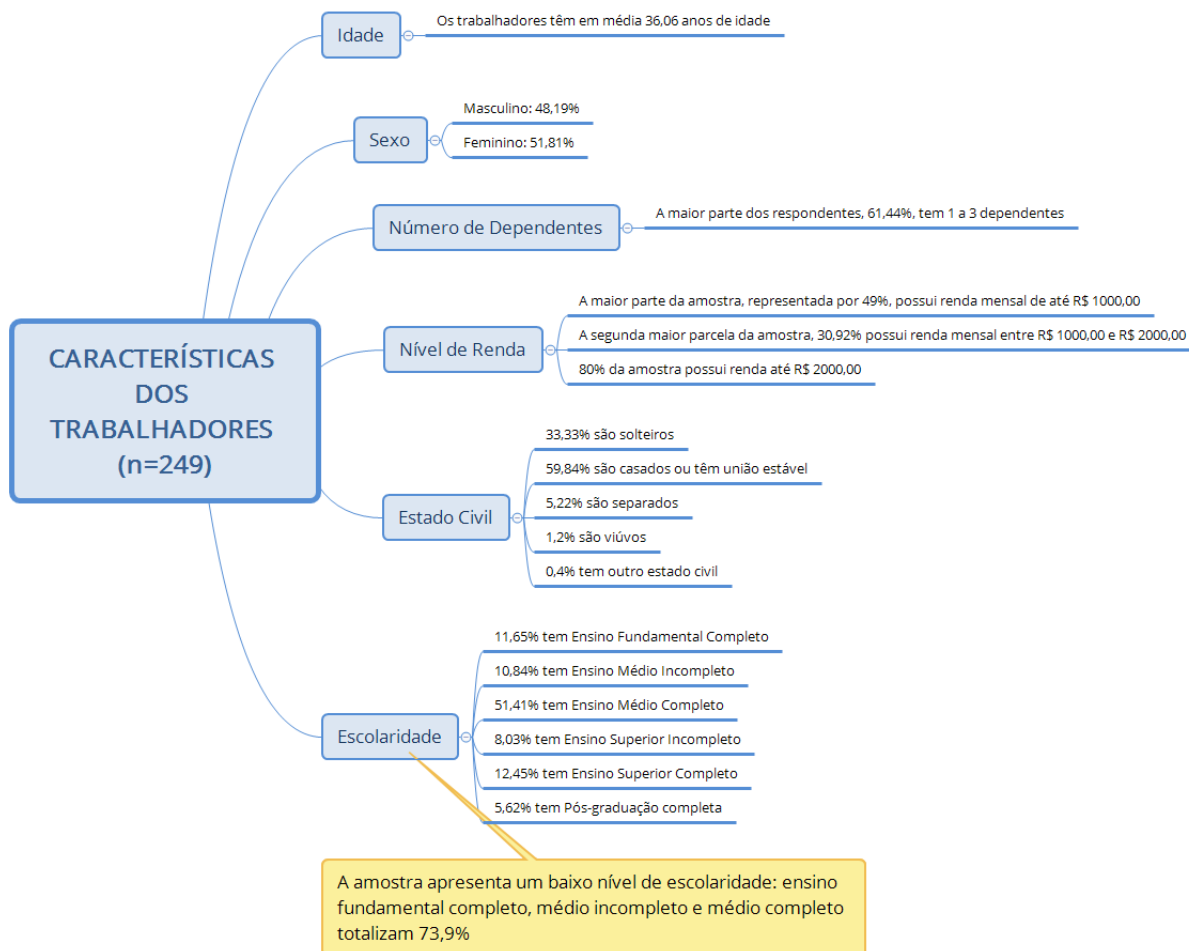 CARACTERÍSTICAS
DOS
TRABALHADORES
(n=249)
Idade
Os trabalhadores têm em média 36,06 anos de idade
Sexo
Masculino: 48,19%
Feminino: 51,81%
Número de Dependentes
A maior parte dos respondentes, 61,44%, tem 1 a 3 dependentes
Nível de Renda
A maior parte da amostra, representada por 49%, possui renda mensal de até R$ 1000,00
A segunda maior parcela da amostra, 30,92% possui renda mensal entre R$ 1000,00 e R$ 2000,00
80% da amostra possui renda até R$ 2000,00
Estado Civil
33,33% são solteiros
59,84% são casados ou têm união estável
5,22% são separados
1,2% são viúvos
0,4% tem outro estado civil
Escolaridade
11,65% tem Ensino Fundamental Completo
10,84% tem Ensino Médio Incompleto
51,41% tem Ensino Médio Completo
8,03% tem Ensino Superior Incompleto
12,45% tem Ensino Superior Completo
5,62% tem Pós-graduação completa
A amostra apresenta um baixo nível de escolaridade: ensino
fundamental completo, médio incompleto e médio completo
totalizam 73,9%